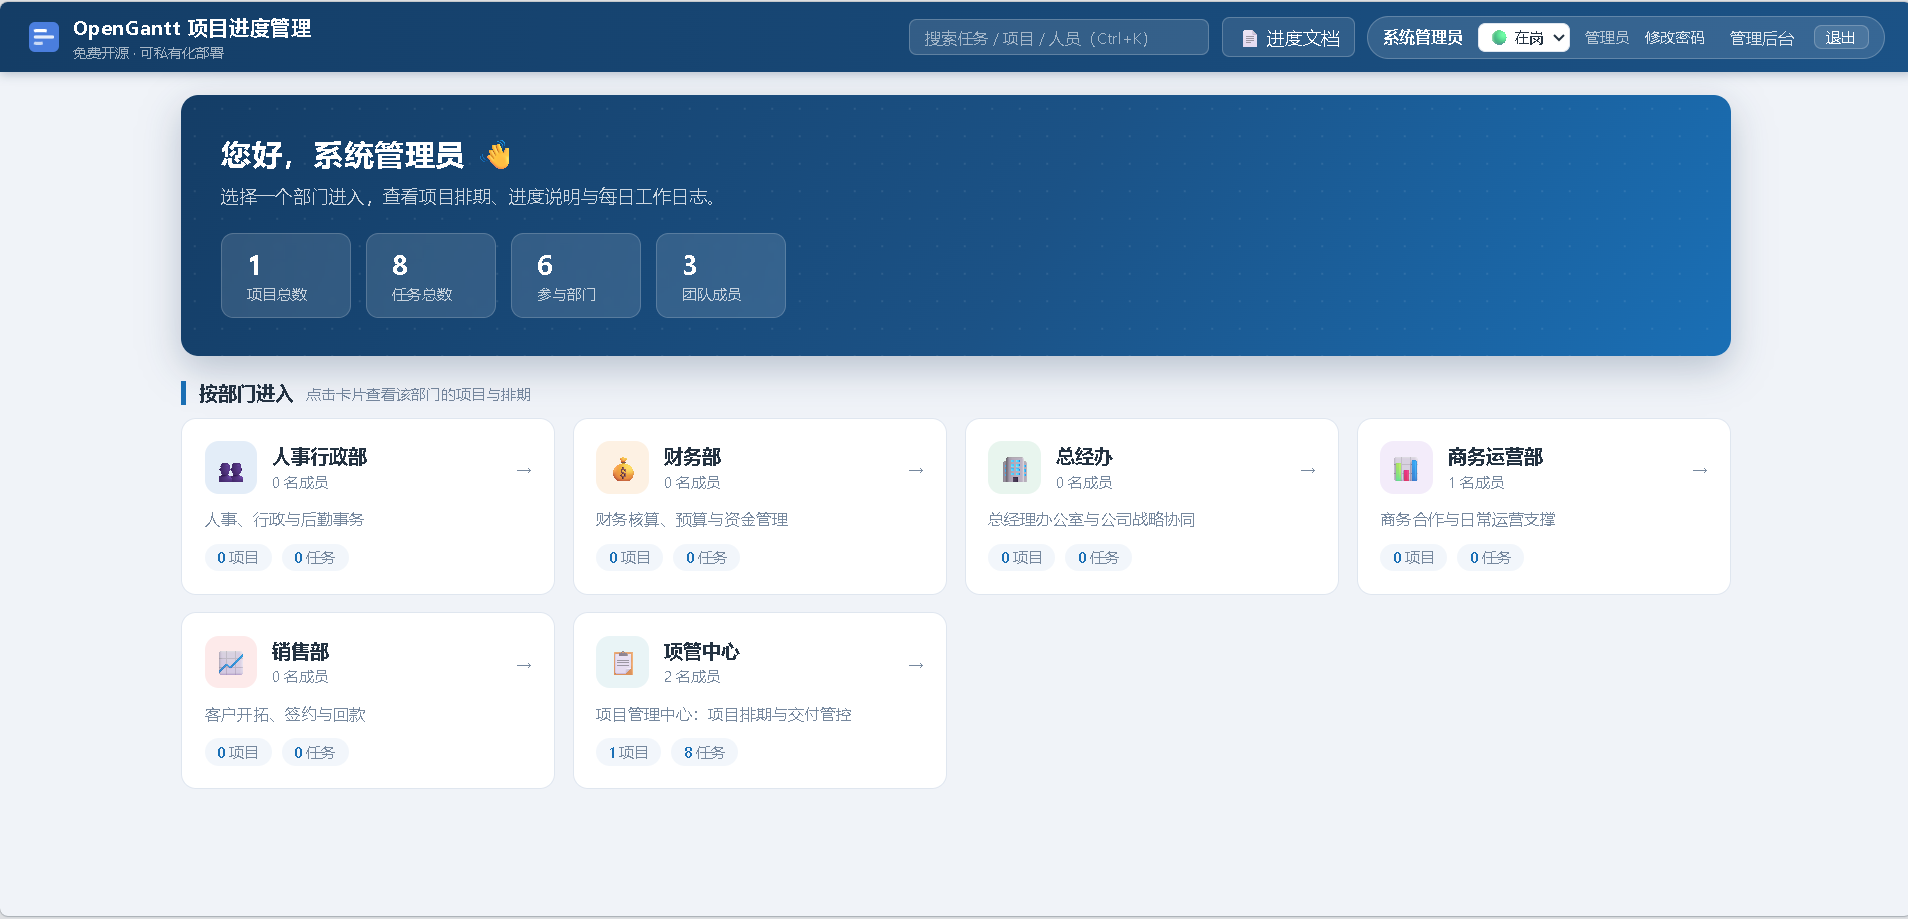 OpenGantt 项目进度管理
免费开源 · 可私有化部署
搜索任务 / 项目 / 人员（Ctrl+K）
进度文档
系统管理员
在岗
管理员
修改密码
管理后台
退出
您好，系统管理员
选择一个部门进入，查看项目排期、进度说明与每日工作日志。
1
项目总数
8
任务总数
6
参与部门
3
团队成员
按部门进入 点击卡片查看该部门的项目与排期
人事行政部
0 名成员
→
人事、行政与后勤事务
0 项目 0 任务
财务部
0 名成员
→
财务核算、预算与资金管理
0 项目 0 任务
总经办
0 名成员
→
总经理办公室与公司战略协同
0 项目 0 任务
商务运营部
1 名成员
→
商务合作与日常运营支撑
0 项目 0 任务
销售部
0 名成员
→
客户开拓、签约与回款
0 项目 0 任务
项管中心
2 名成员
→
项目管理中心：项目排期与交付管控
1 项目 8 任务